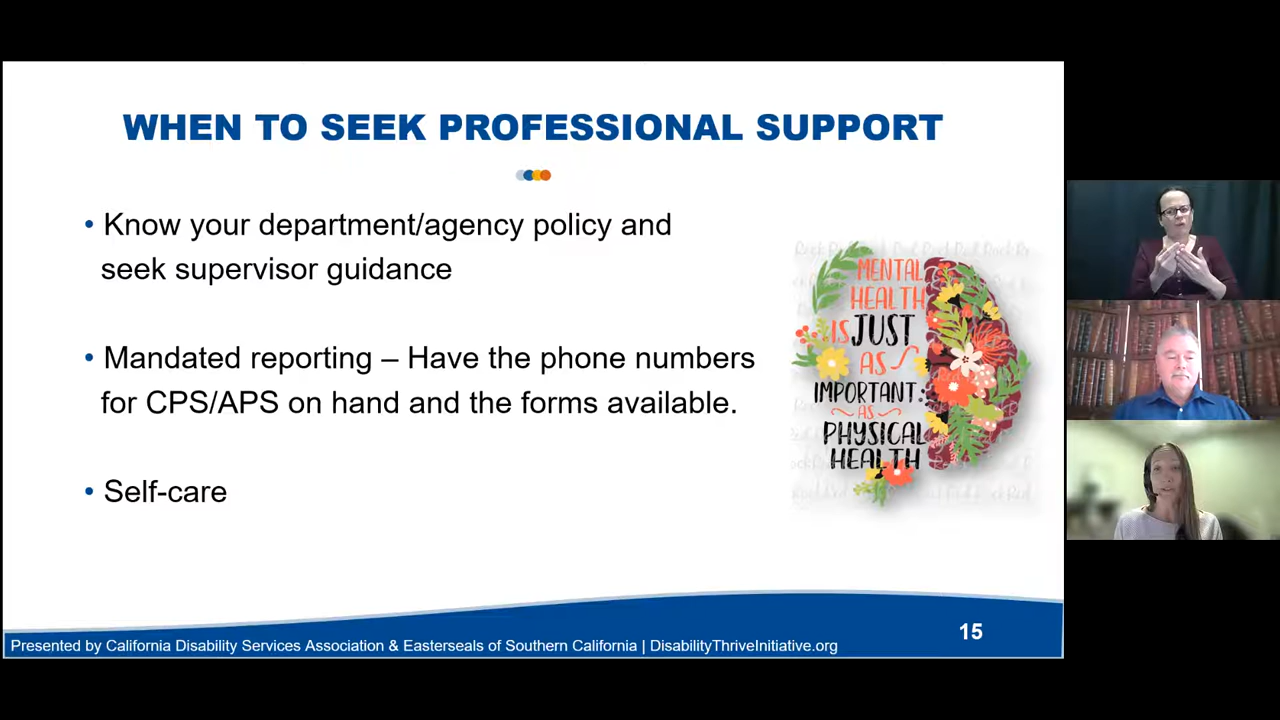 WHEN TO SEEK PROFESSIONAL SUPPORT
• Know your department/agency policy and
seek supervisor guidance
• Mandated reporting – Have the phone numbers
for CPS/APS on hand and the forms available.
• Self-care
MENTAL
HEALTH
IS JUST
AS
IMPORTANT
AS
PHYSICAL
HEALTH
Presented by California Disability Services Association & Easterseals of Southern California | DisabilityThriveInitiative.org
15